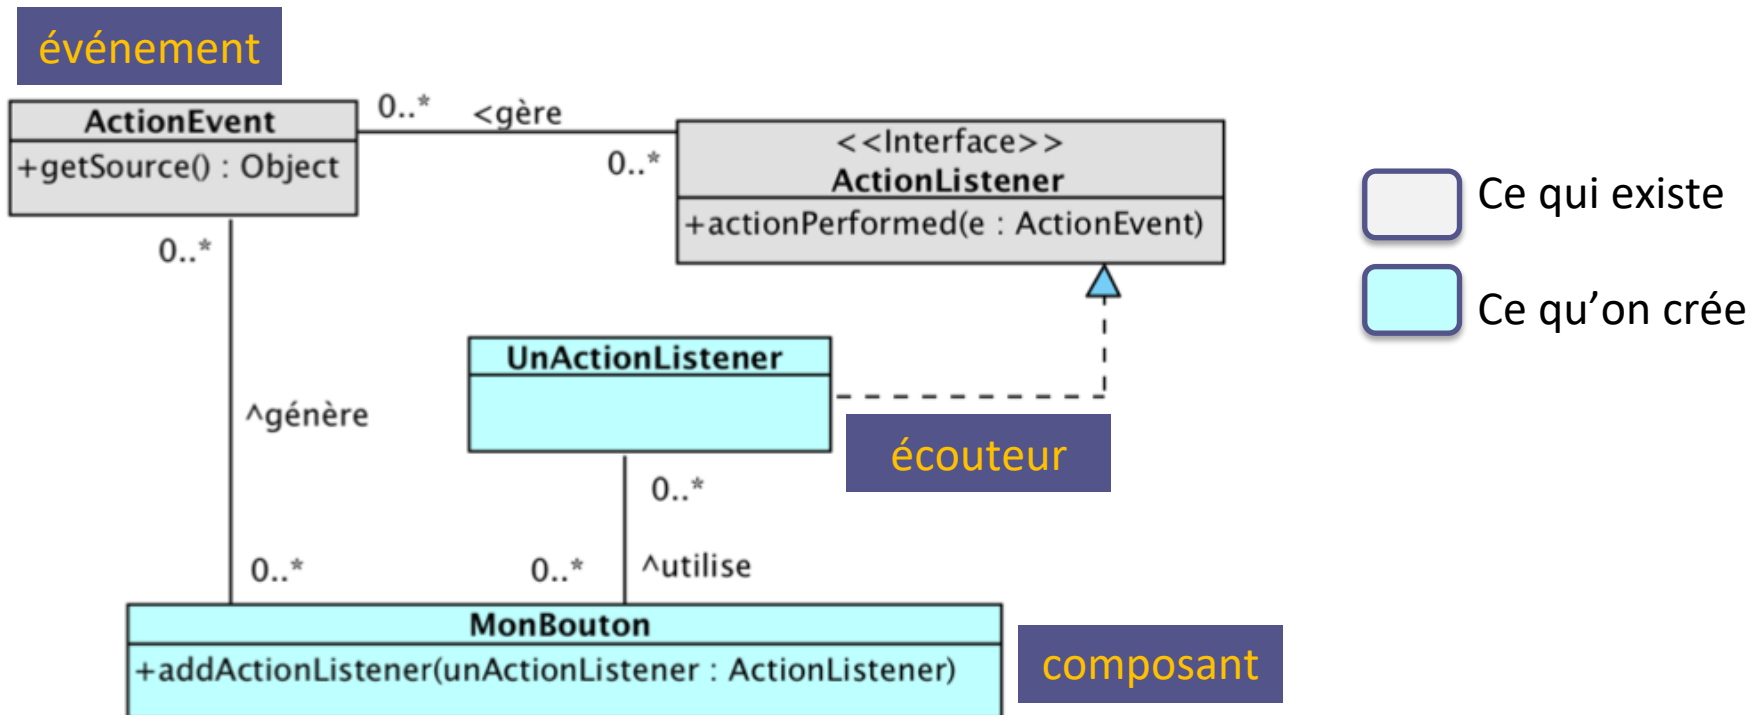 événement
ActionEvent
+getSource() : Object
0..*
<gère
0..*
<<Interface>>
ActionListener
+actionPerformed(e : ActionEvent)
Ce qui existe
Ce qu’on crée
0..*
^génère
0..*
UnActionListener
écouteur
0..*
0..*
^utilise
MonBouton
+addActionListener(unActionListener : ActionListener)
composant